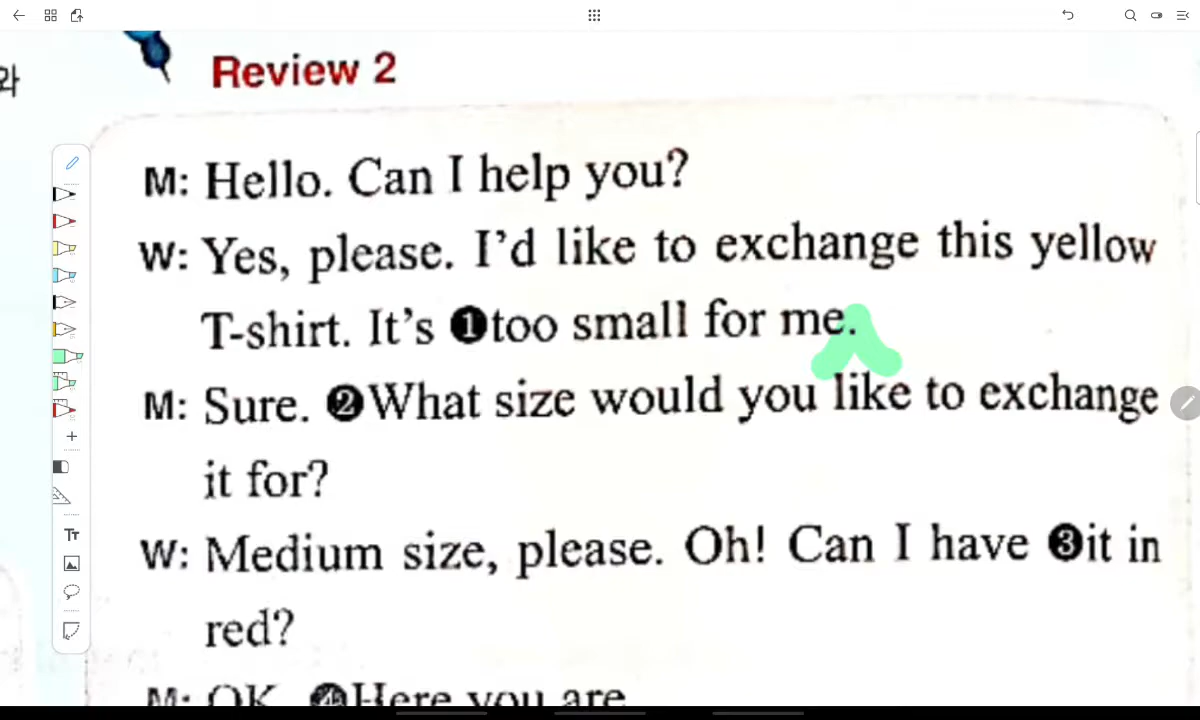 와
Review 2
M: Hello. Can I help you?
W: Yes, please. I'd like to exchange this yellow
T-shirt. It's ❶too small for me.
M: Sure. ❷What size would you like to exchange
it for?
W: Medium size, please. Oh! Can I have ❸it in
red?
M: OK. ❹Here you are.
Tт